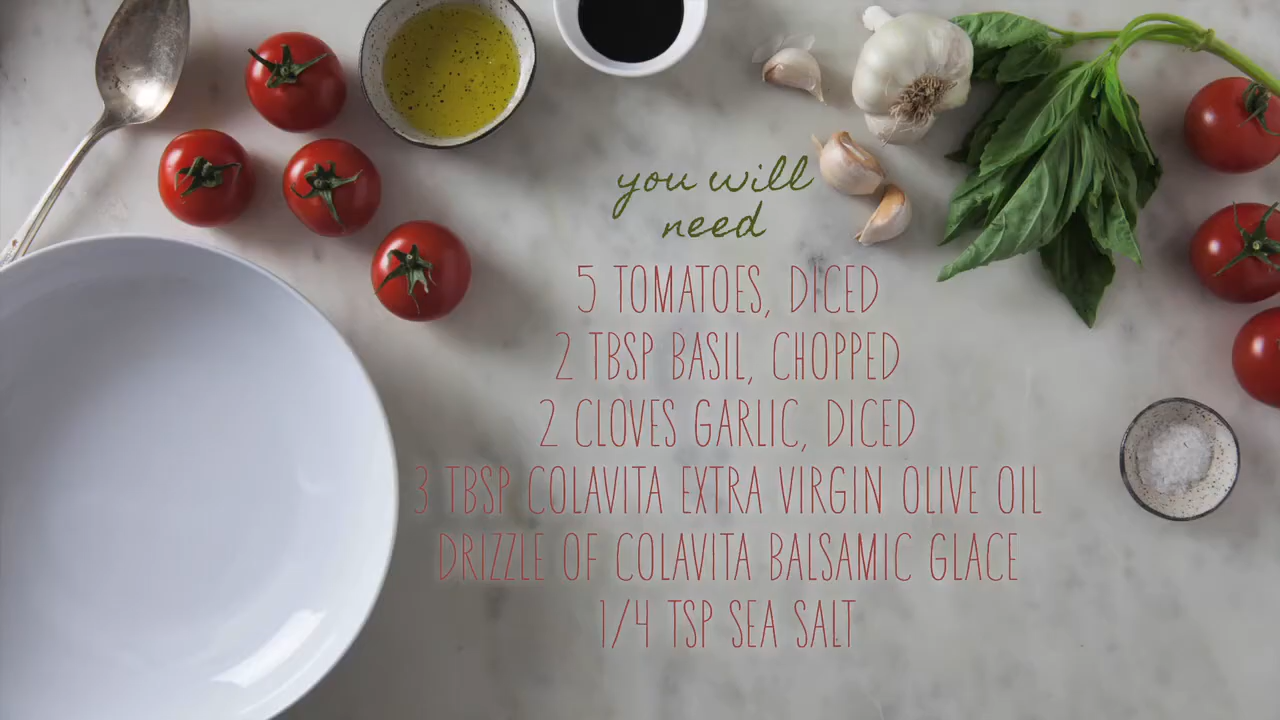 you will
need
5 TOMATOES, DICED
2 TBSP BASIL, CHOPPED
2 CLOVES GARLIC, DICED
3 TBSP COLAVITA EXTRA VIRGIN OLIVE OIL
DRIZZLE OF COLAVITA BALSAMIC GLACE
1/4 TSP SEA SALT